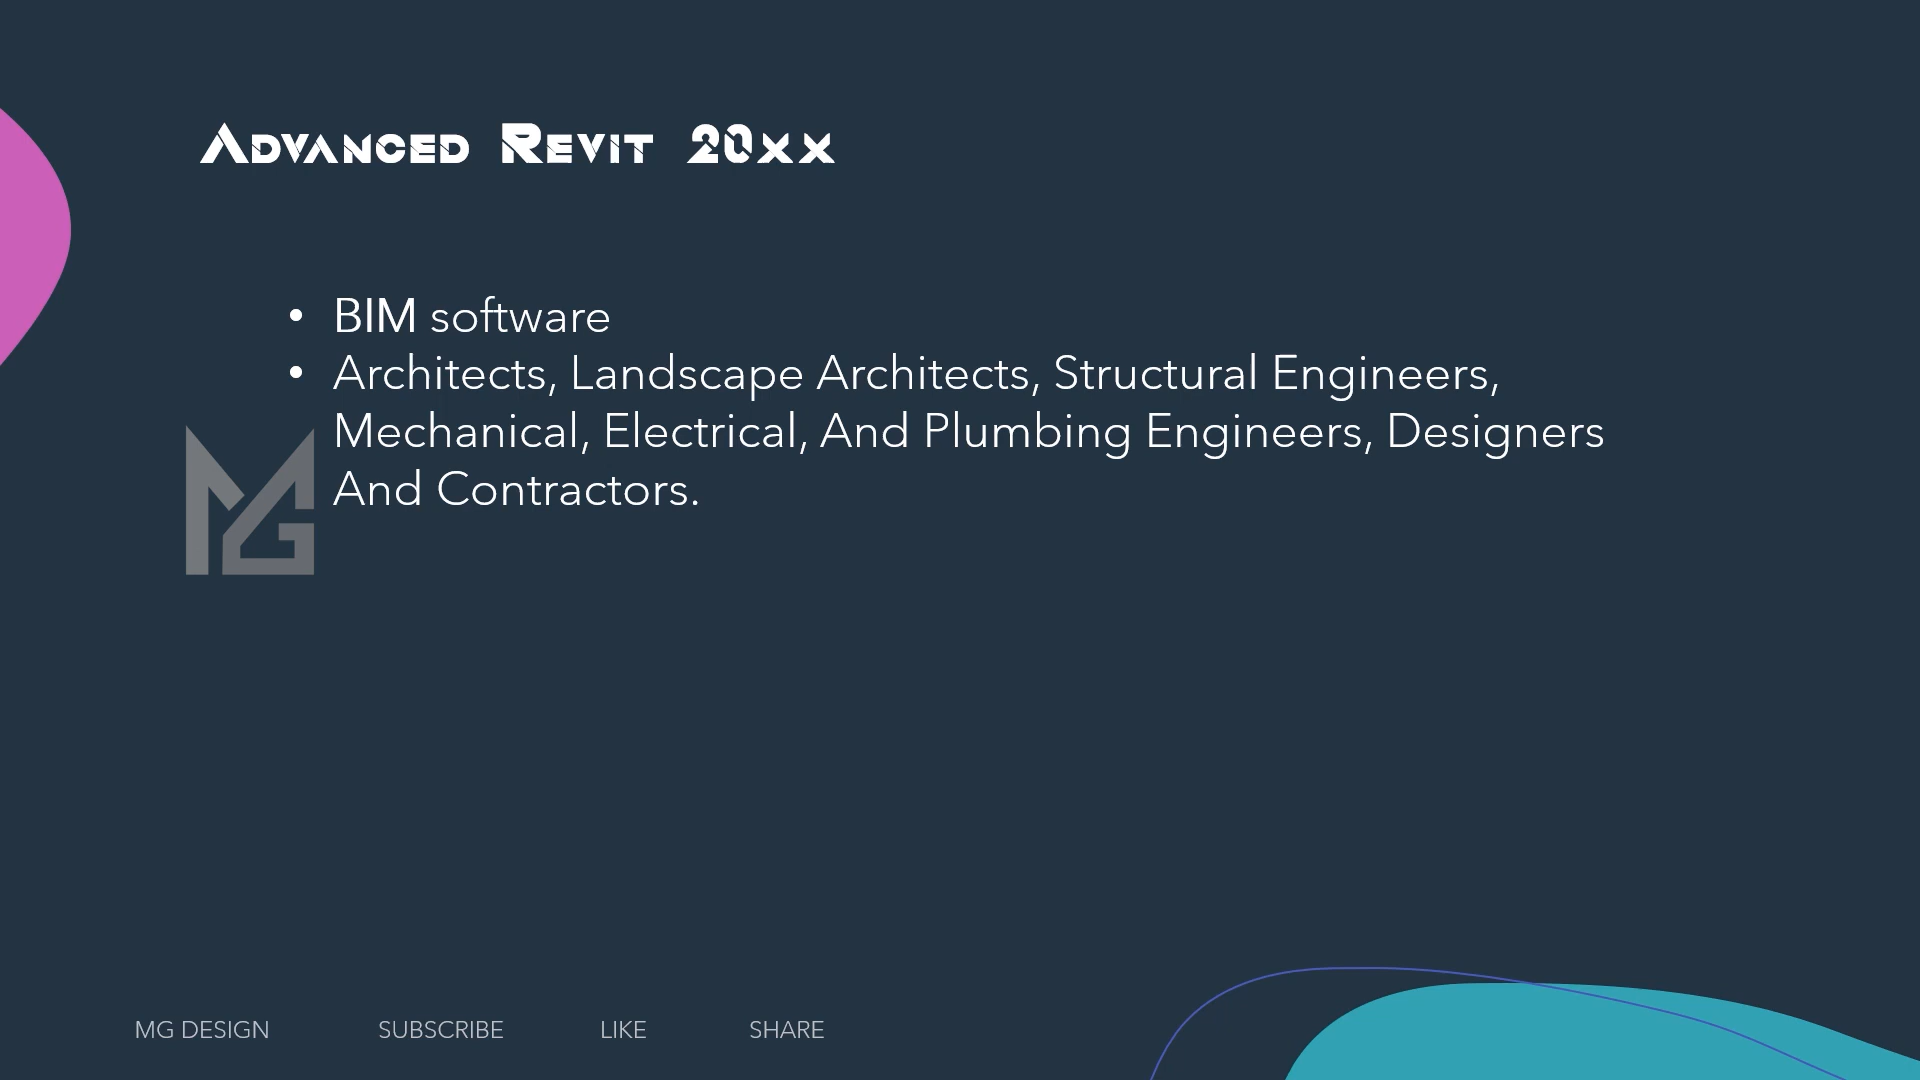 Advanced Revit 20xx
• BIM software
• Architects, Landscape Architects, Structural Engineers,
Mechanical, Electrical, And Plumbing Engineers, Designers
And Contractors.
MG
MG DESIGN SUBSCRIBE LIKE SHARE